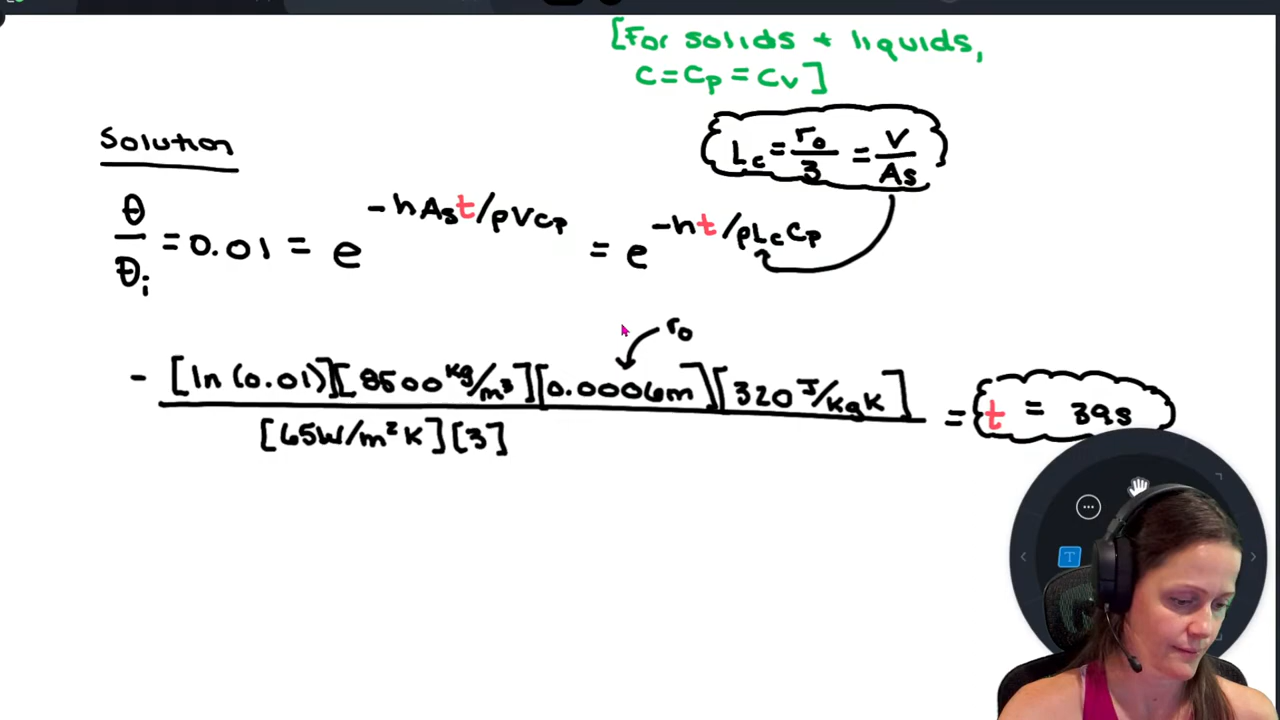 [For solids + liquids,
C = Cp = Cv]
Solution
Lc = r₀/3 = V/As
θ/θi = 0.01 = e^(-hAst/ρVCp) = e^(-ht/ρLcCp)
r₀
-[ln(0.01)][8500 kg/m³][0.0006m][320 J/kgK] / [65W/m²K][3] = t = 39s
T